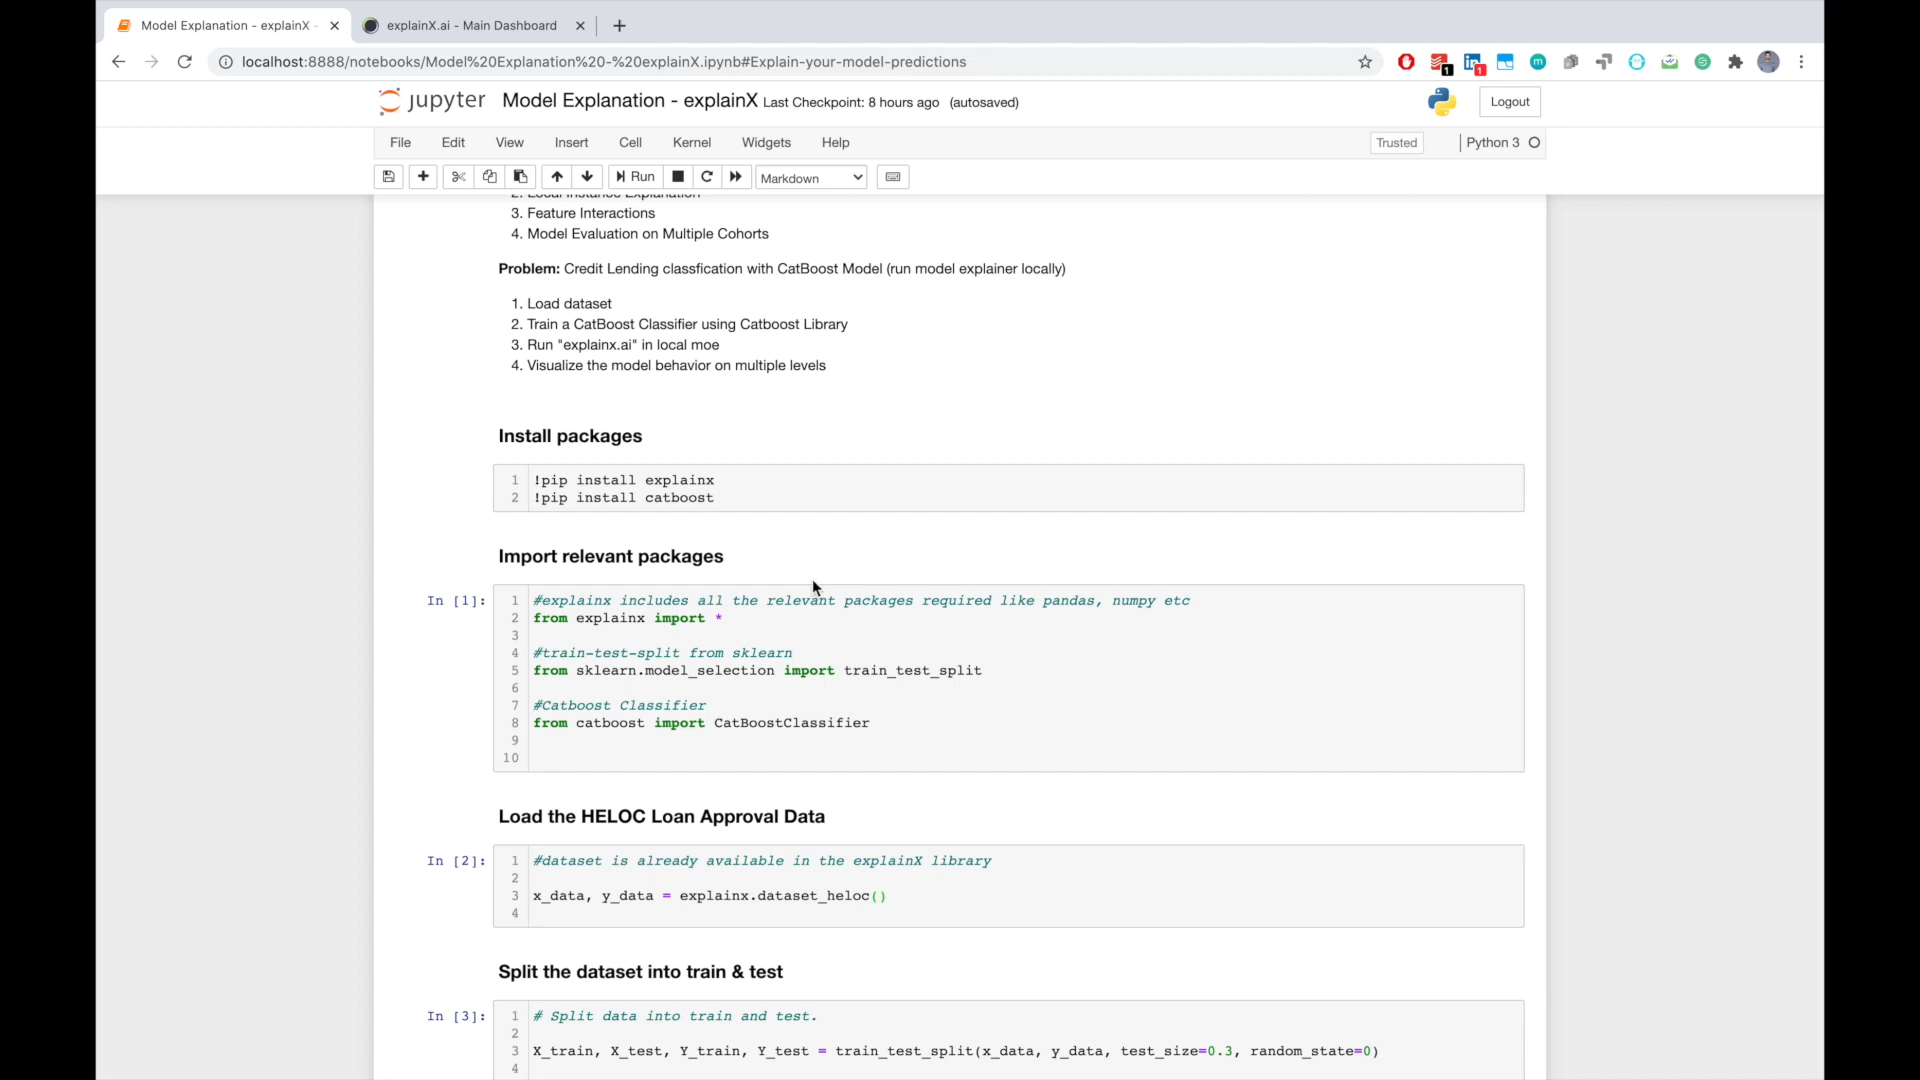 Model Explanation - explainX -
explainX.ai - Main Dashboard
localhost:8888/notebooks/Model%20Explanation%20-%20explainX.ipynb#Explain-your-model-predictions
1
1
jupyter Model Explanation - explainX Last Checkpoint: 8 hours ago (autosaved)
Logout
File Edit View Insert Cell Kernel Widgets Help
Trusted
Python 3
Run
Markdown
2. Local Instance Explanation
3. Feature Interactions
4. Model Evaluation on Multiple Cohorts
Problem: Credit Lending classfication with CatBoost Model (run model explainer locally)
1. Load dataset
2. Train a CatBoost Classifier using Catboost Library
3. Run "explainx.ai" in local moe
4. Visualize the model behavior on multiple levels
Install packages
1 !pip install explainx
2 !pip install catboost
Import relevant packages
In [1]:
1 #explainx includes all the relevant packages required like pandas, numpy etc
2 from explainx import *
3
4 #train-test-split from sklearn
5 from sklearn.model_selection import train_test_split
6
7 #Catboost Classifier
8 from catboost import CatBoostClassifier
9
10
Load the HELOC Loan Approval Data
In [2]:
1 #dataset is already available in the explainX library
2
3 x_data, y_data = explainx.dataset_heloc()
4
Split the dataset into train & test
In [3]:
1 # Split data into train and test.
2
3 X_train, X_test, Y_train, Y_test = train_test_split(x_data, y_data, test_size=0.3, random_state=0)
4